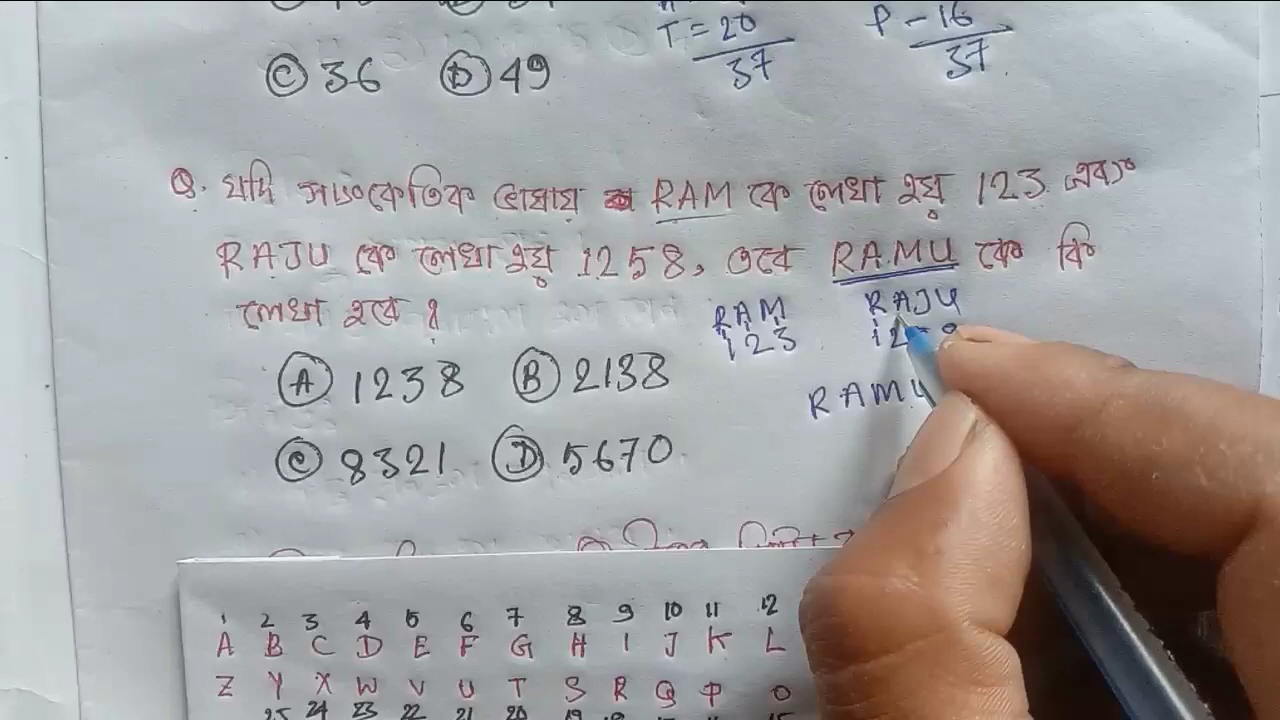 T = 20
P - 16
Ⓒ 36 Ⓓ 49
37
37
Q. যদি সাংকেতিক ভাষায় RAM কে লেখা হয় 123 এবং
RAJU কে লেখা হয় 1258, তবে RAMU কে কি
লেখা হবে ?
RAM RAJU
123 12
Ⓐ 1238 Ⓑ 2138
RAMU
Ⓒ 8321 Ⓓ 5670
1 2 3 4 5 6 7 8 9 10 11 12
A B C D E F G H I J K L
Z Y X W V U T S R Q P O
25 24 23 22 21 20 19